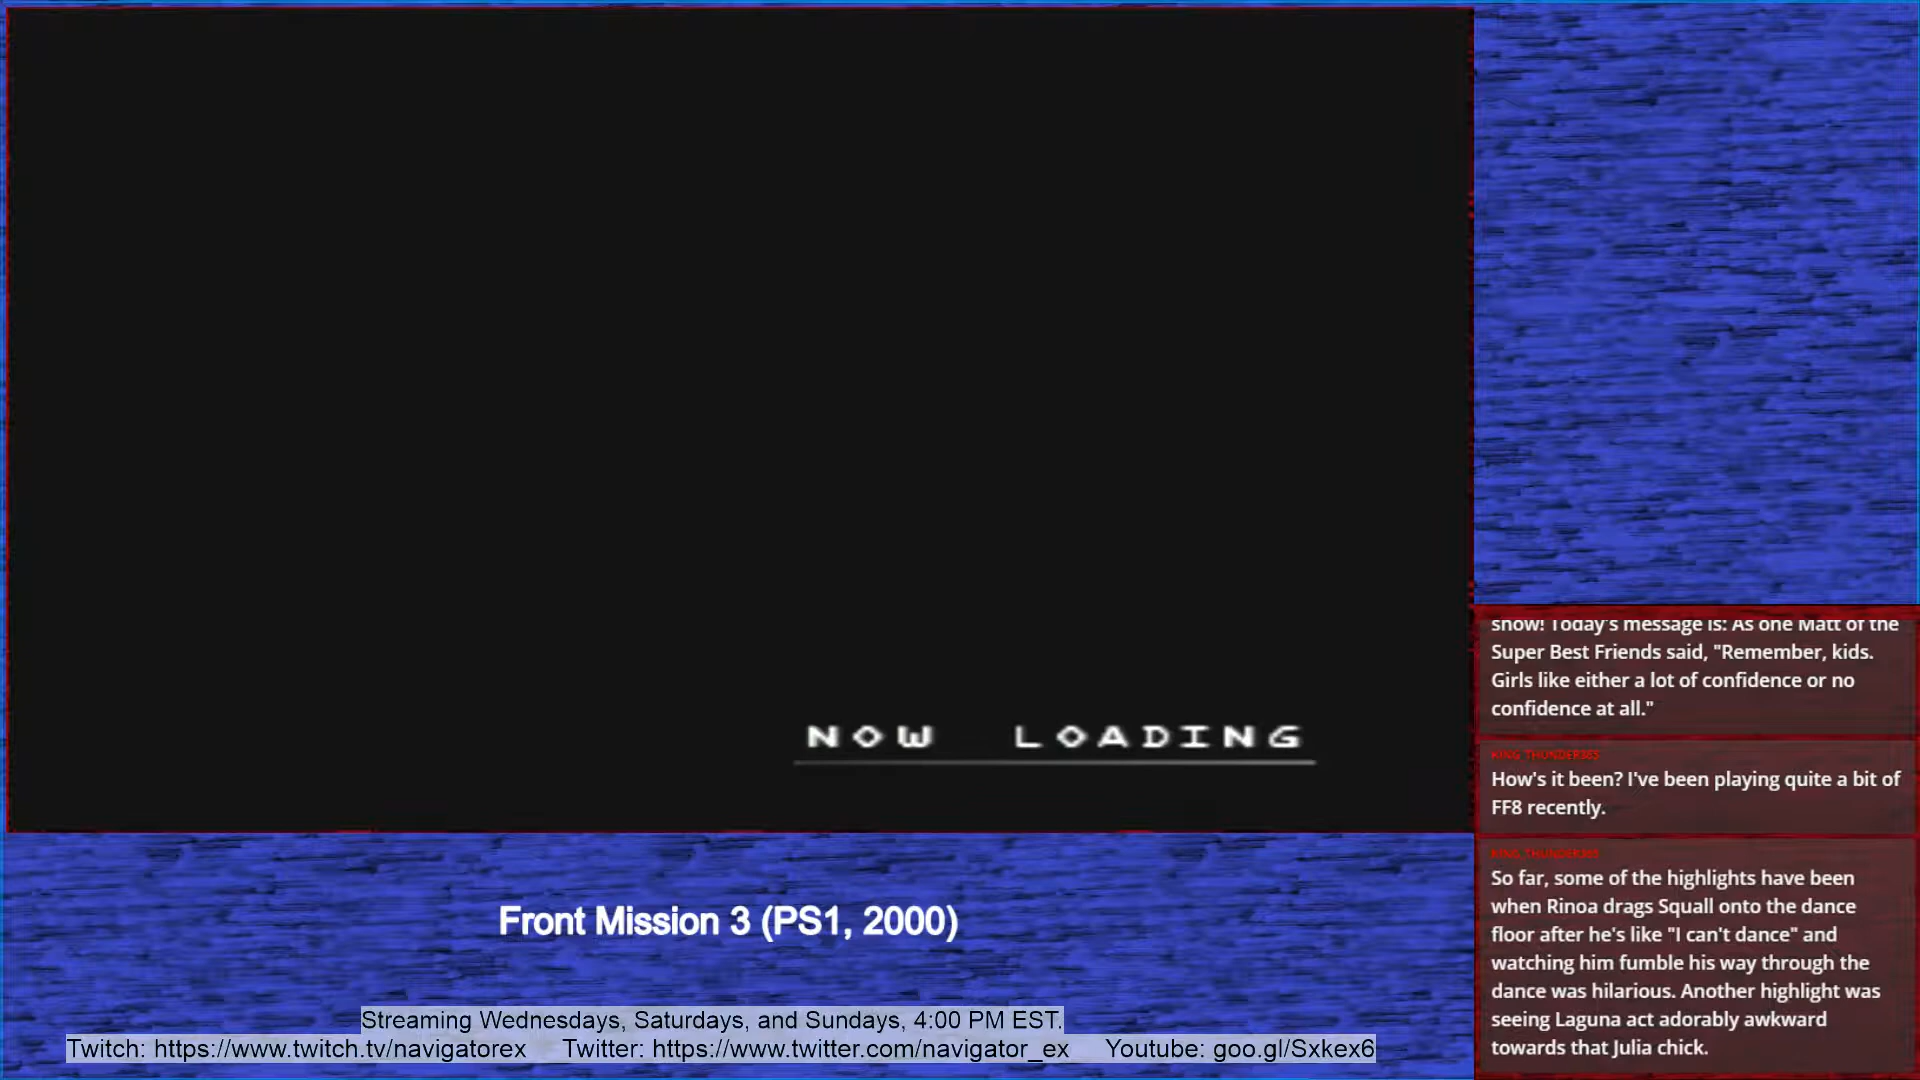 NOW LOADING
show! Today's message is: As one Matt of the
Super Best Friends said, "Remember, kids.
Girls like either a lot of confidence or no
confidence at all."
KING THUNDER365
How's it been? I've been playing quite a bit of
FF8 recently.
KING THUNDER365
So far, some of the highlights have been
when Rinoa drags Squall onto the dance
floor after he's like "I can't dance" and
watching him fumble his way through the
dance was hilarious. Another highlight was
seeing Laguna act adorably awkward
towards that Julia chick.
Front Mission 3 (PS1, 2000)
Streaming Wednesdays, Saturdays, and Sundays, 4:00 PM EST.
Twitch: https://www.twitch.tv/navigatorex Twitter: https://www.twitter.com/navigator_ex Youtube: goo.gl/Sxkex6